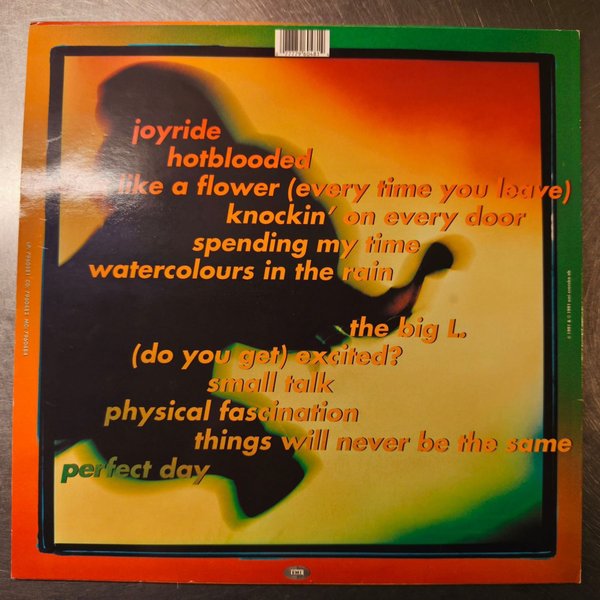 joyride
hotblooded
like a flower (every time you leave)
knockin' on every door
spending my time
watercolours in the rain
the big L.
(do you get) excited?
small talk
physical fascination
things will never be the same
perfect day
EMI